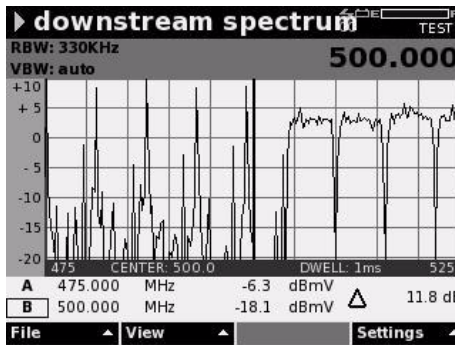 downstream spectrum
E F
TEST
RBW: 330KHz
VBW: auto
500.000
+10
+ 5
0
- 5
-10
-15
-20
475 CENTER: 500.0 DWELL: 1ms 525
A 475.000 MHz -6.3 dBmV
B 500.000 MHz -18.1 dBmV Δ 11.8 dB
File View Settings